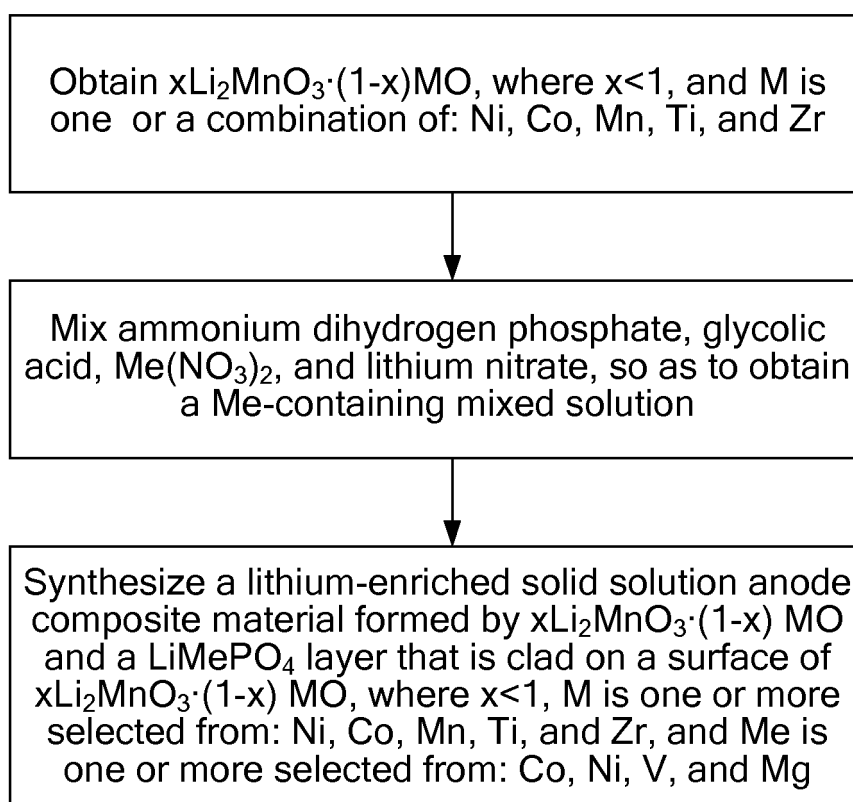 Obtain xLi₂MnO₃·(1-x)MO, where x<1, and M is
one or a combination of: Ni, Co, Mn, Ti, and Zr
Mix ammonium dihydrogen phosphate, glycolic
acid, Me(NO₃)₂, and lithium nitrate, so as to obtain
a Me-containing mixed solution
Synthesize a lithium-enriched solid solution anode
composite material formed by xLi₂MnO₃·(1-x) MO
and a LiMePO₄ layer that is clad on a surface of
xLi₂MnO₃·(1-x) MO, where x<1, M is one or more
selected from: Ni, Co, Mn, Ti, and Zr, and Me is
one or more selected from: Co, Ni, V, and Mg